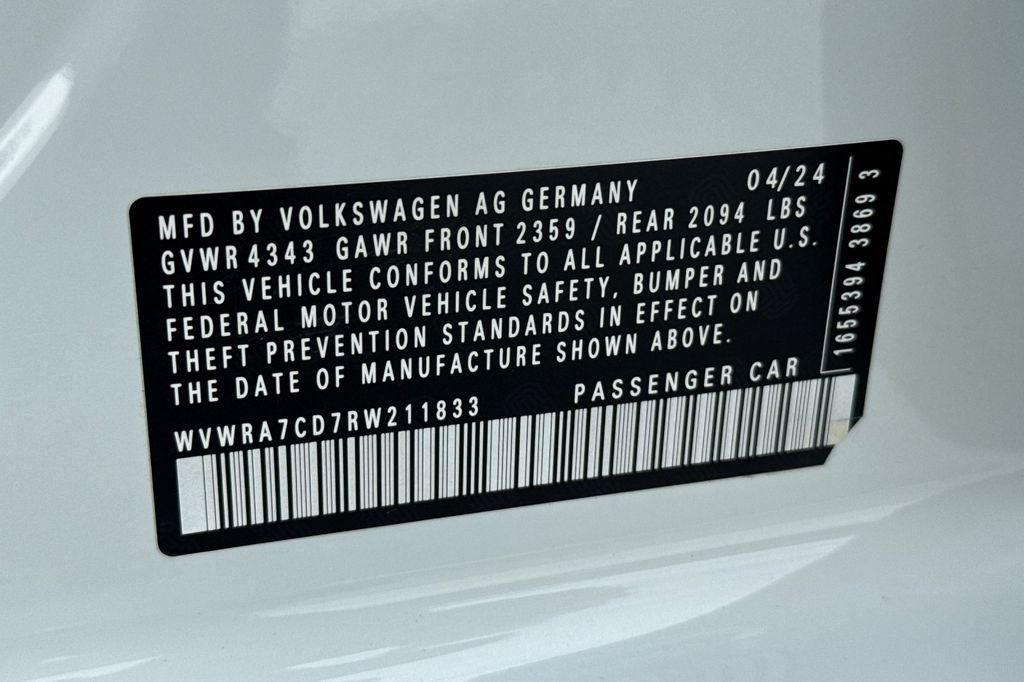 MFD BY VOLKSWAGEN AG GERMANY 04/24
GVWR 4343 GAWR FRONT 2359 / REAR 2094 LBS
THIS VEHICLE CONFORMS TO ALL APPLICABLE U.S.
FEDERAL MOTOR VEHICLE SAFETY, BUMPER AND
THEFT PREVENTION STANDARDS IN EFFECT ON
THE DATE OF MANUFACTURE SHOWN ABOVE.
WVWRA7CD7RW211833 PASSENGER CAR
1655394 3869 3